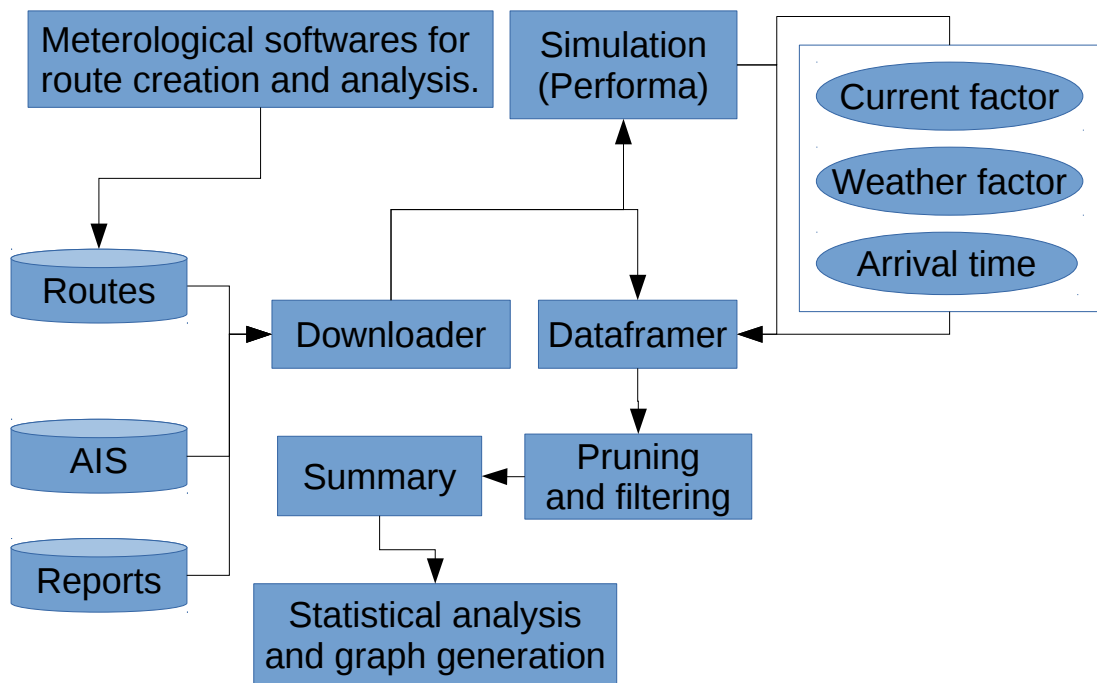 Meterological softwares for
route creation and analysis.
Simulation
(Performa)
Current factor
Weather factor
Arrival time
Routes
Downloader
Dataframer
AIS
Summary
Pruning
and filtering
Reports
Statistical analysis
and graph generation